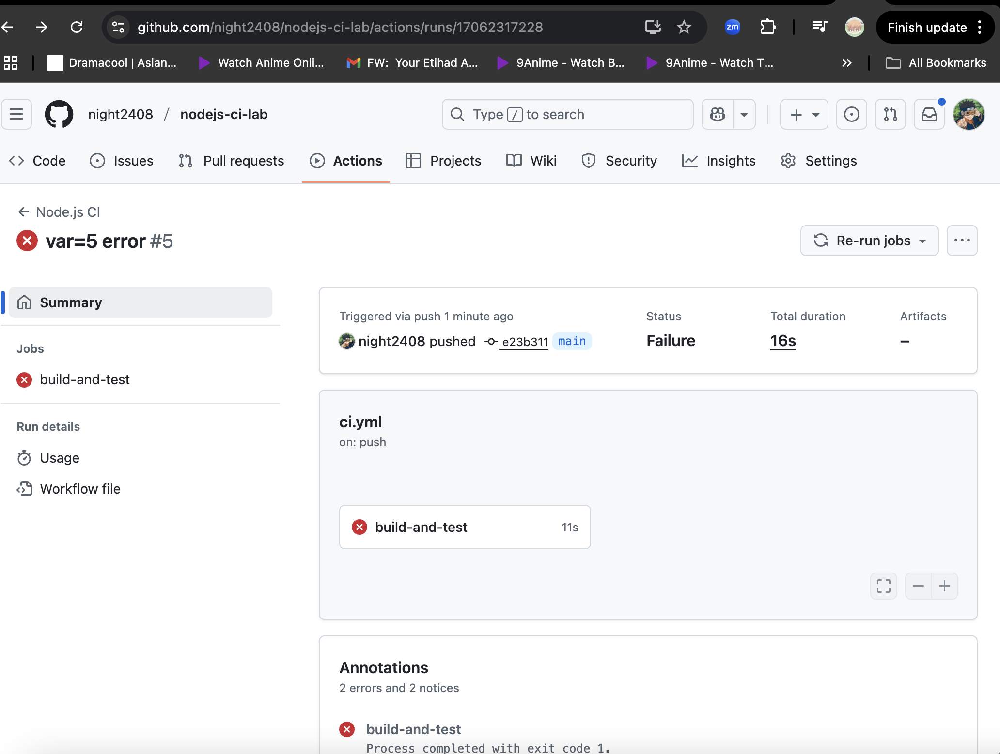 github.com/night2408/nodejs-ci-lab/actions/runs/17062317228
zm
Finish update
Dramacool | Asian...
Watch Anime Onli...
FW: Your Etihad A...
9Anime - Watch B...
9Anime - Watch T...
All Bookmarks
night2408 / nodejs-ci-lab
Type / to search
Code
Issues
Pull requests
Actions
Projects
Wiki
Security
Insights
Settings
Node.js CI
var=5 error #5
Re-run jobs
Summary
Jobs
build-and-test
Run details
Usage
Workflow file
Triggered via push 1 minute ago
night2408 pushed e23b311 main
Status
Failure
Total duration
16s
Artifacts
–
ci.yml
on: push
build-and-test 11s
Annotations
2 errors and 2 notices
build-and-test
Process completed with exit code 1.